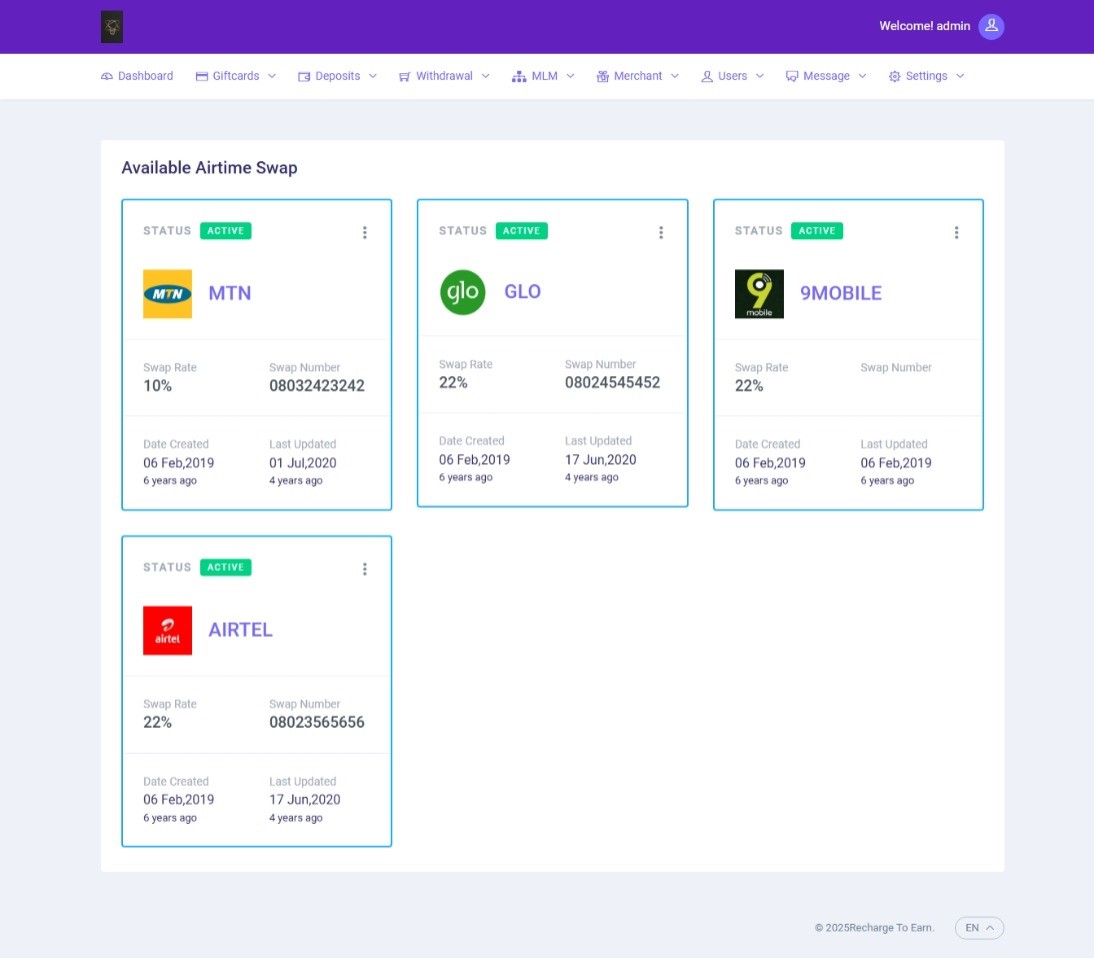 Welcome! admin
Dashboard Giftcards Deposits Withdrawal MLM Merchant Users Message Settings
Available Airtime Swap
STATUS ACTIVE
MTN MTN
Swap Rate Swap Number
10% 08032423242
Date Created Last Updated
06 Feb,2019 01 Jul,2020
6 years ago 4 years ago
STATUS ACTIVE
glo GLO
Swap Rate Swap Number
22% 08024545452
Date Created Last Updated
06 Feb,2019 17 Jun,2020
6 years ago 4 years ago
STATUS ACTIVE
9 mobile 9MOBILE
Swap Rate Swap Number
22%
Date Created Last Updated
06 Feb,2019 06 Feb,2019
6 years ago 6 years ago
STATUS ACTIVE
airtel AIRTEL
Swap Rate Swap Number
22% 08023565656
Date Created Last Updated
06 Feb,2019 17 Jun,2020
6 years ago 4 years ago
© 2025Recharge To Earn. EN